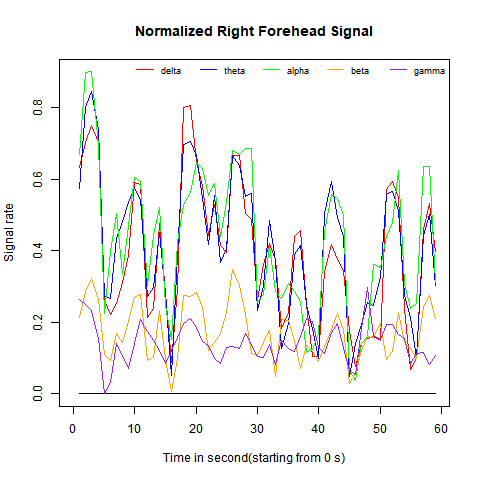 Normalized Right Forehead Signal
delta theta alpha beta gamma
Signal rate
0.8
0.6
0.4
0.2
0.0
0 10 20 30 40 50 60
Time in second(starting from 0 s)